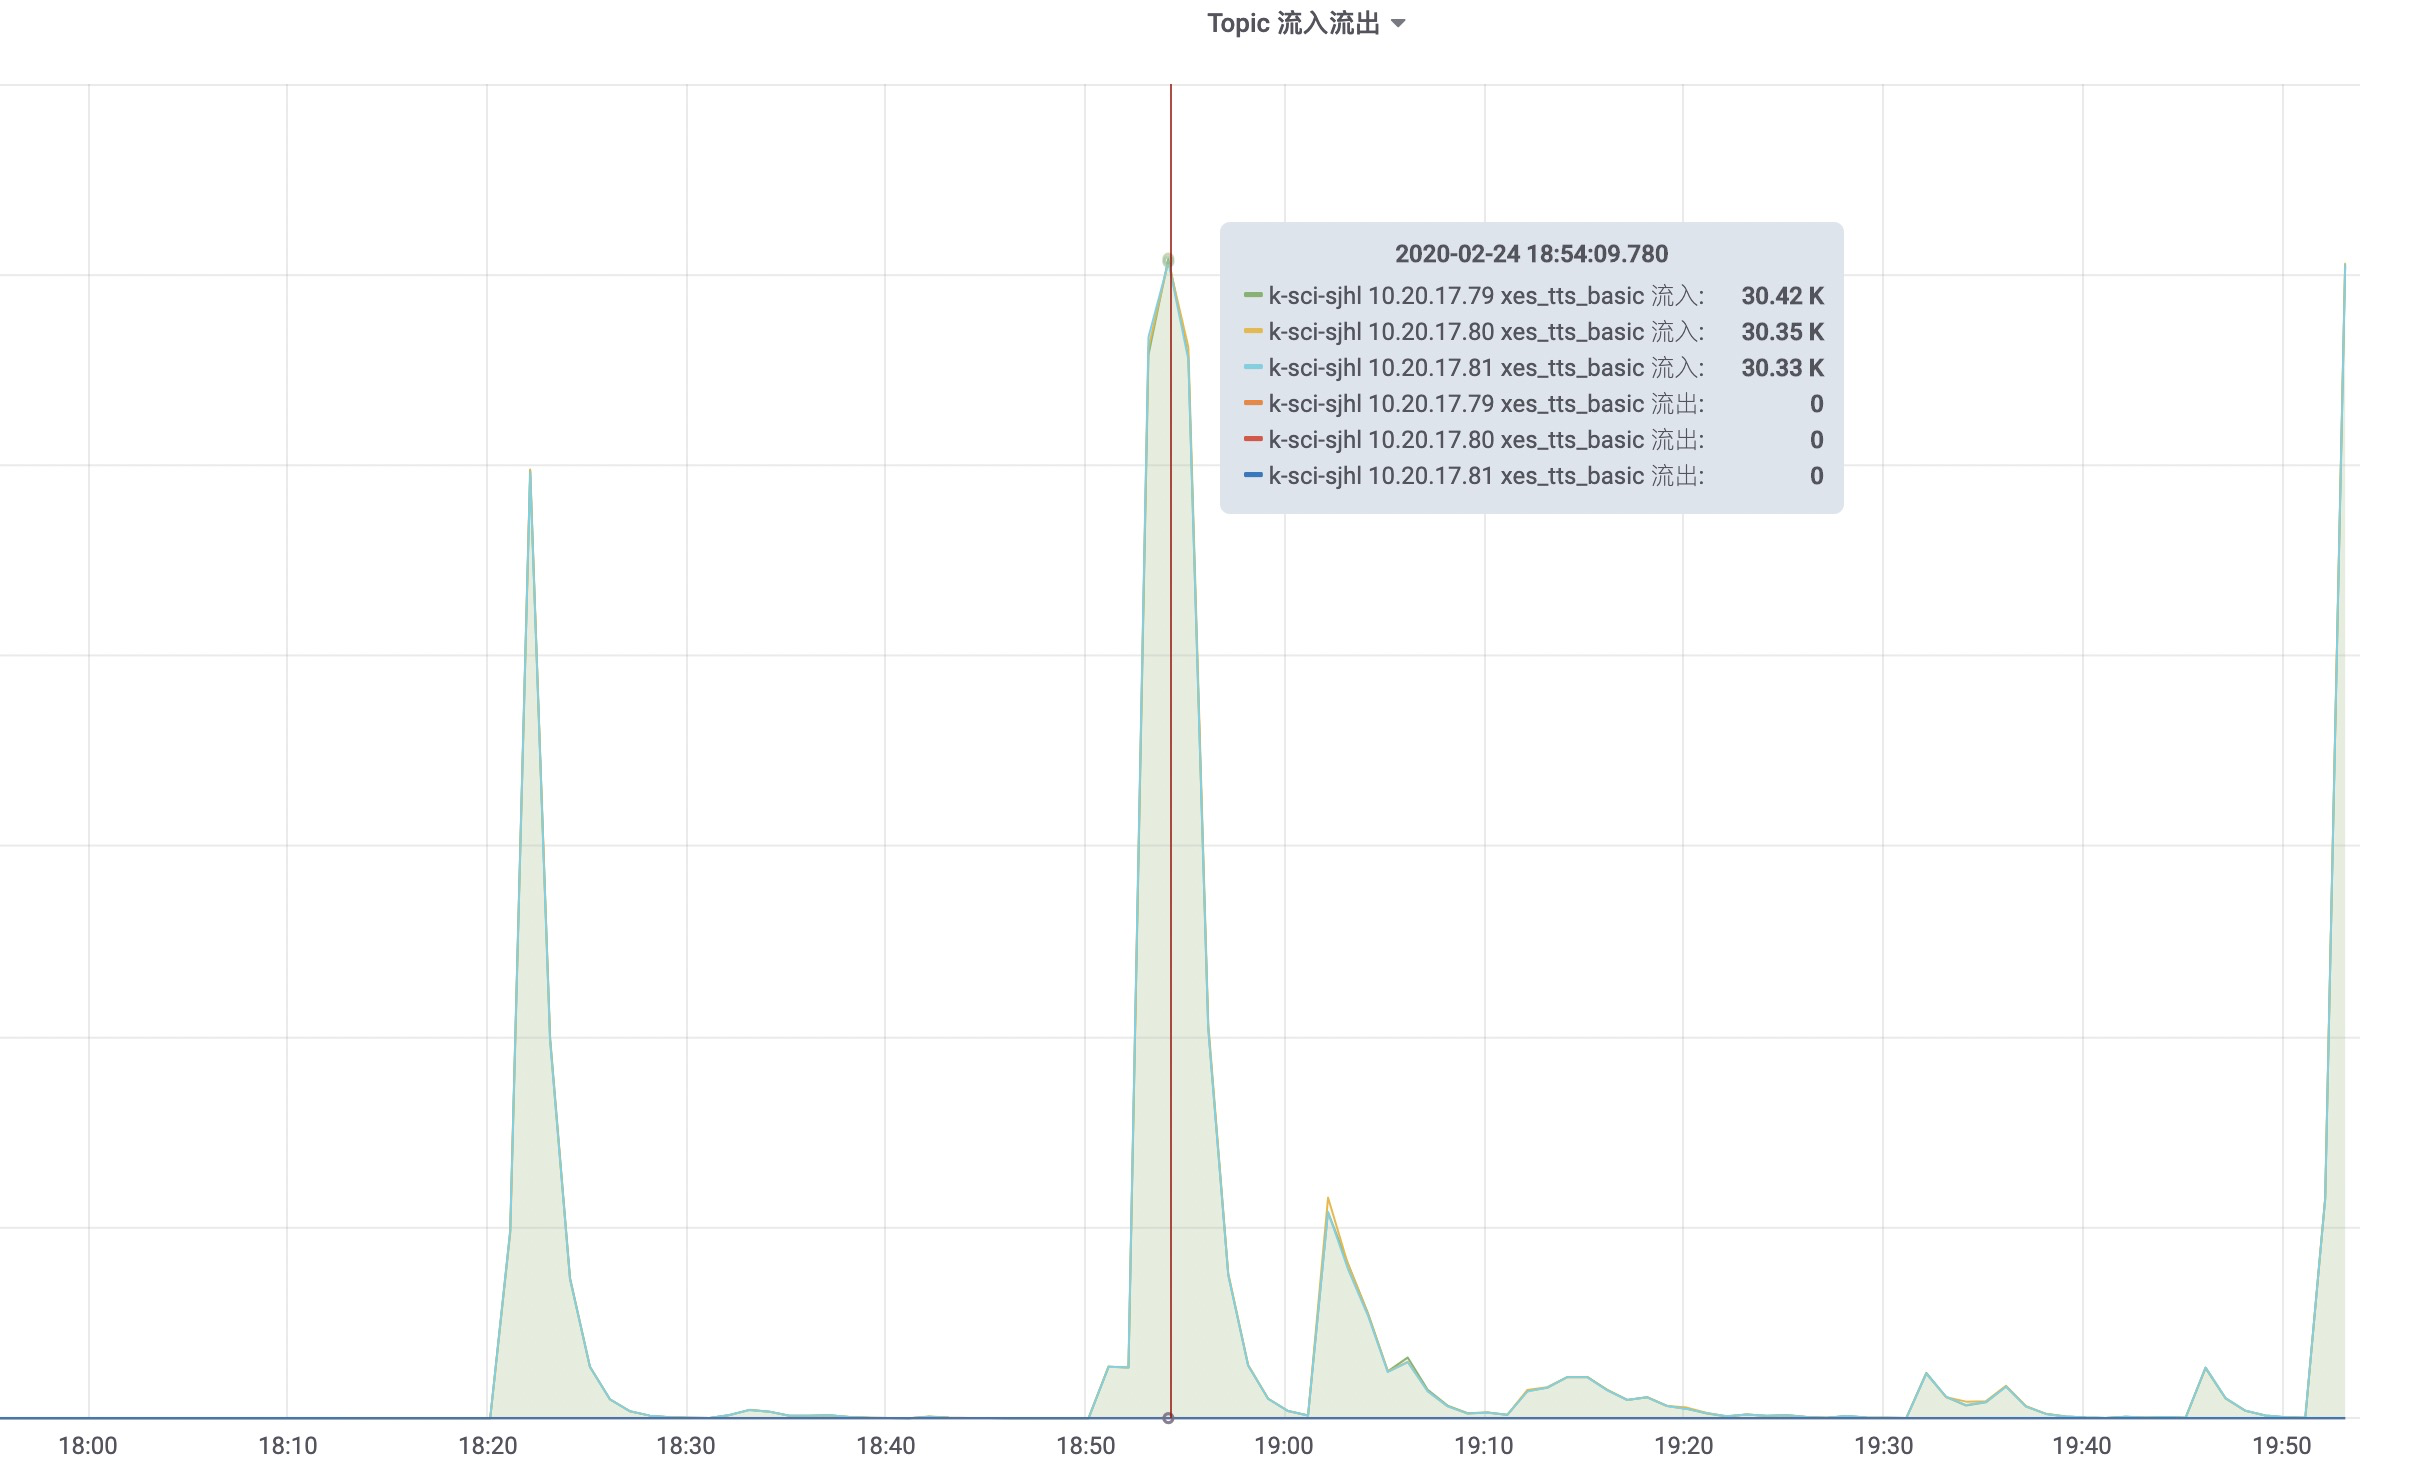 Topic 流入流出
2020-02-24 18:54:09.780
k-sci-sjhl 10.20.17.79 xes_tts_basic 流入: 30.42 K
k-sci-sjhl 10.20.17.80 xes_tts_basic 流入: 30.35 K
k-sci-sjhl 10.20.17.81 xes_tts_basic 流入: 30.33 K
k-sci-sjhl 10.20.17.79 xes_tts_basic 流出: 0
k-sci-sjhl 10.20.17.80 xes_tts_basic 流出: 0
k-sci-sjhl 10.20.17.81 xes_tts_basic 流出: 0
18:00 18:10 18:20 18:30 18:40 18:50 19:00 19:10 19:20 19:30 19:40 19:50